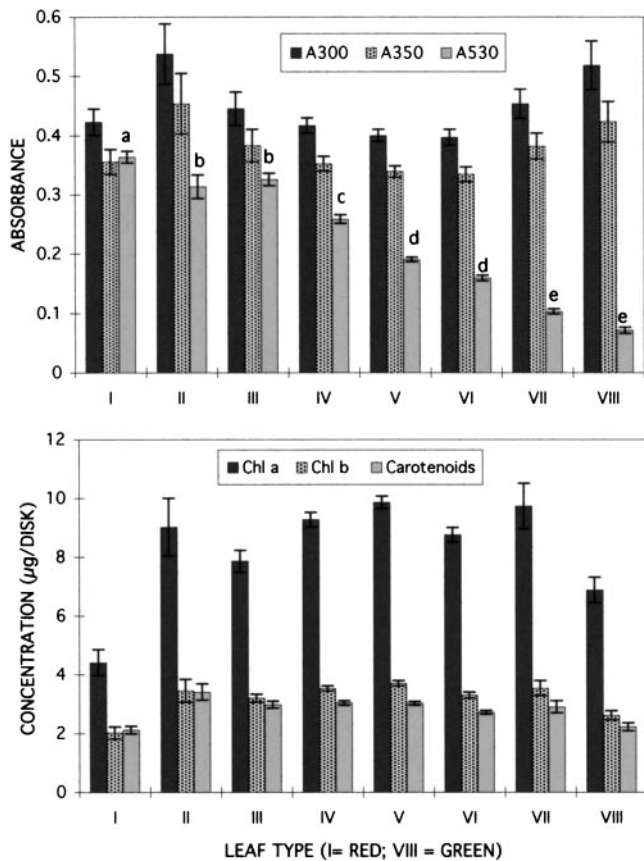 0.6
A300 A350 A530
0.5
0.4
0.3
0.2
0.1
0
ABSORBANCE
a b b c d d e e
I II III IV V VI VII VIII
14
12
Chl a Chl b Carotenoids
10
8
6
4
2
0
CONCENTRATION (µg/DISK)
I II III IV V VI VII VIII
LEAF TYPE (I= RED; VIII = GREEN)